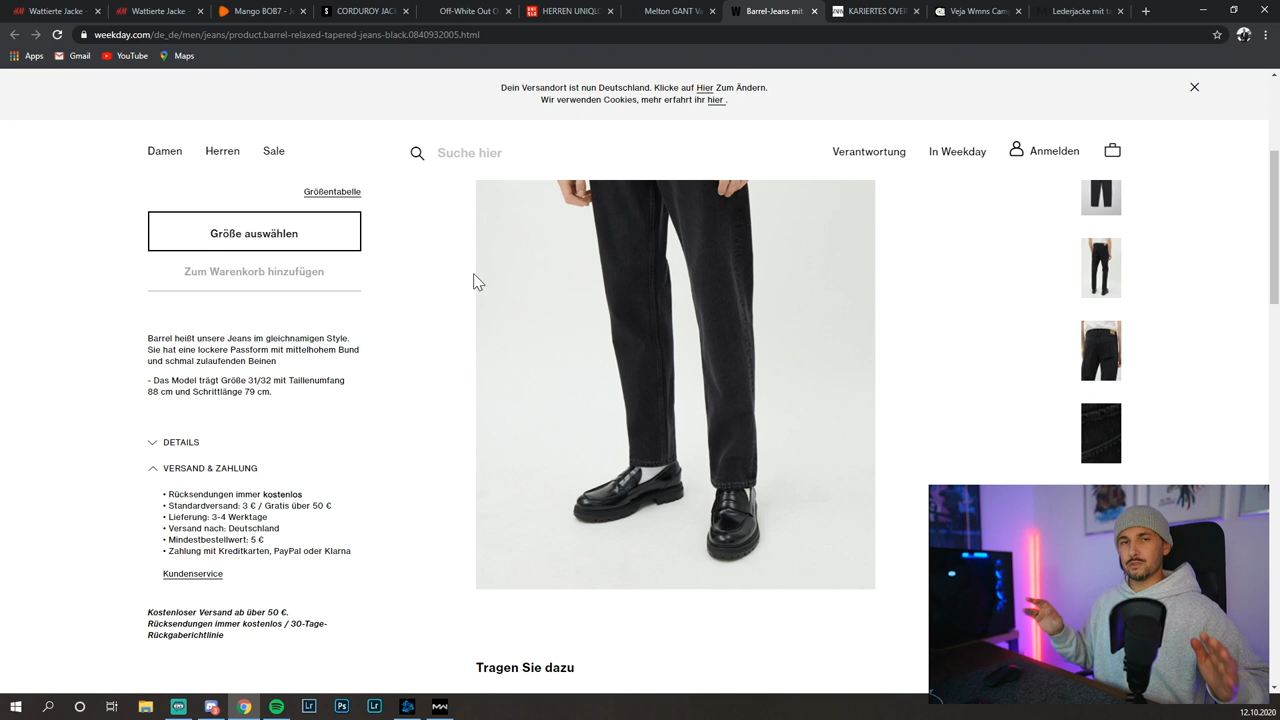 Wattierte Jacke -
Wattierte Jacke -
Mango BOB7 - J
CORDUROY JACK
Off-White Out O
HERREN UNIQLO
Melton GANT Va
Barrel-Jeans mit
KARIERTES OVER
Veja Wmns Cam
Lederjacke mit ta
weekday.com/de_de/men/jeans/product.barrel-relaxed-tapered-jeans-black.0840932005.html
Apps
Gmail
YouTube
Maps
Dein Versandort ist nun Deutschland. Klicke auf Hier Zum Ändern.
Wir verwenden Cookies, mehr erfahrt ihr hier .
Damen
Herren
Sale
Suche hier
Verantwortung
In Weekday
Anmelden
Größentabelle
Größe auswählen
Zum Warenkorb hinzufügen
Barrel heißt unsere Jeans im gleichnamigen Style.
Sie hat eine lockere Passform mit mittelhohem Bund
und schmal zulaufenden Beinen
- Das Model trägt Größe 31/32 mit Taillenumfang
88 cm und Schrittlänge 79 cm.
DETAILS
VERSAND & ZAHLUNG
• Rücksendungen immer kostenlos
• Standardversand: 3 € / Gratis über 50 €
• Lieferung: 3-4 Werktage
• Versand nach: Deutschland
• Mindestbestellwert: 5 €
• Zahlung mit Kreditkarten, PayPal oder Klarna
Kundenservice
Kostenloser Versand ab über 50 €.
Rücksendungen immer kostenlos / 30-Tage-
Rückgaberichtlinie
Tragen Sie dazu
12.10.2020